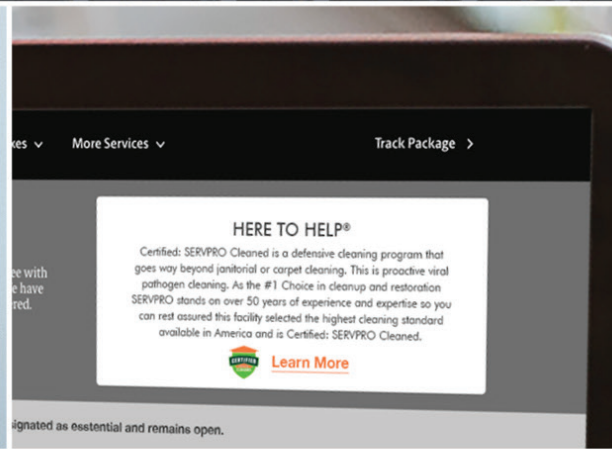 xes
More Services
Track Package
HERE TO HELP®
Certified: SERVPRO Cleaned is a defensive cleaning program that
goes way beyond janitorial or carpet cleaning. This is proactive viral
pathogen cleaning. As the #1 Choice in cleanup and restoration
SERVPRO stands on over 50 years of experience and expertise so you
can rest assured this facility selected the highest cleaning standard
available in America and is Certified: SERVPRO Cleaned.
ee with
e have
red.
CERTIFIED
Learn More
signated as esstential and remains open.